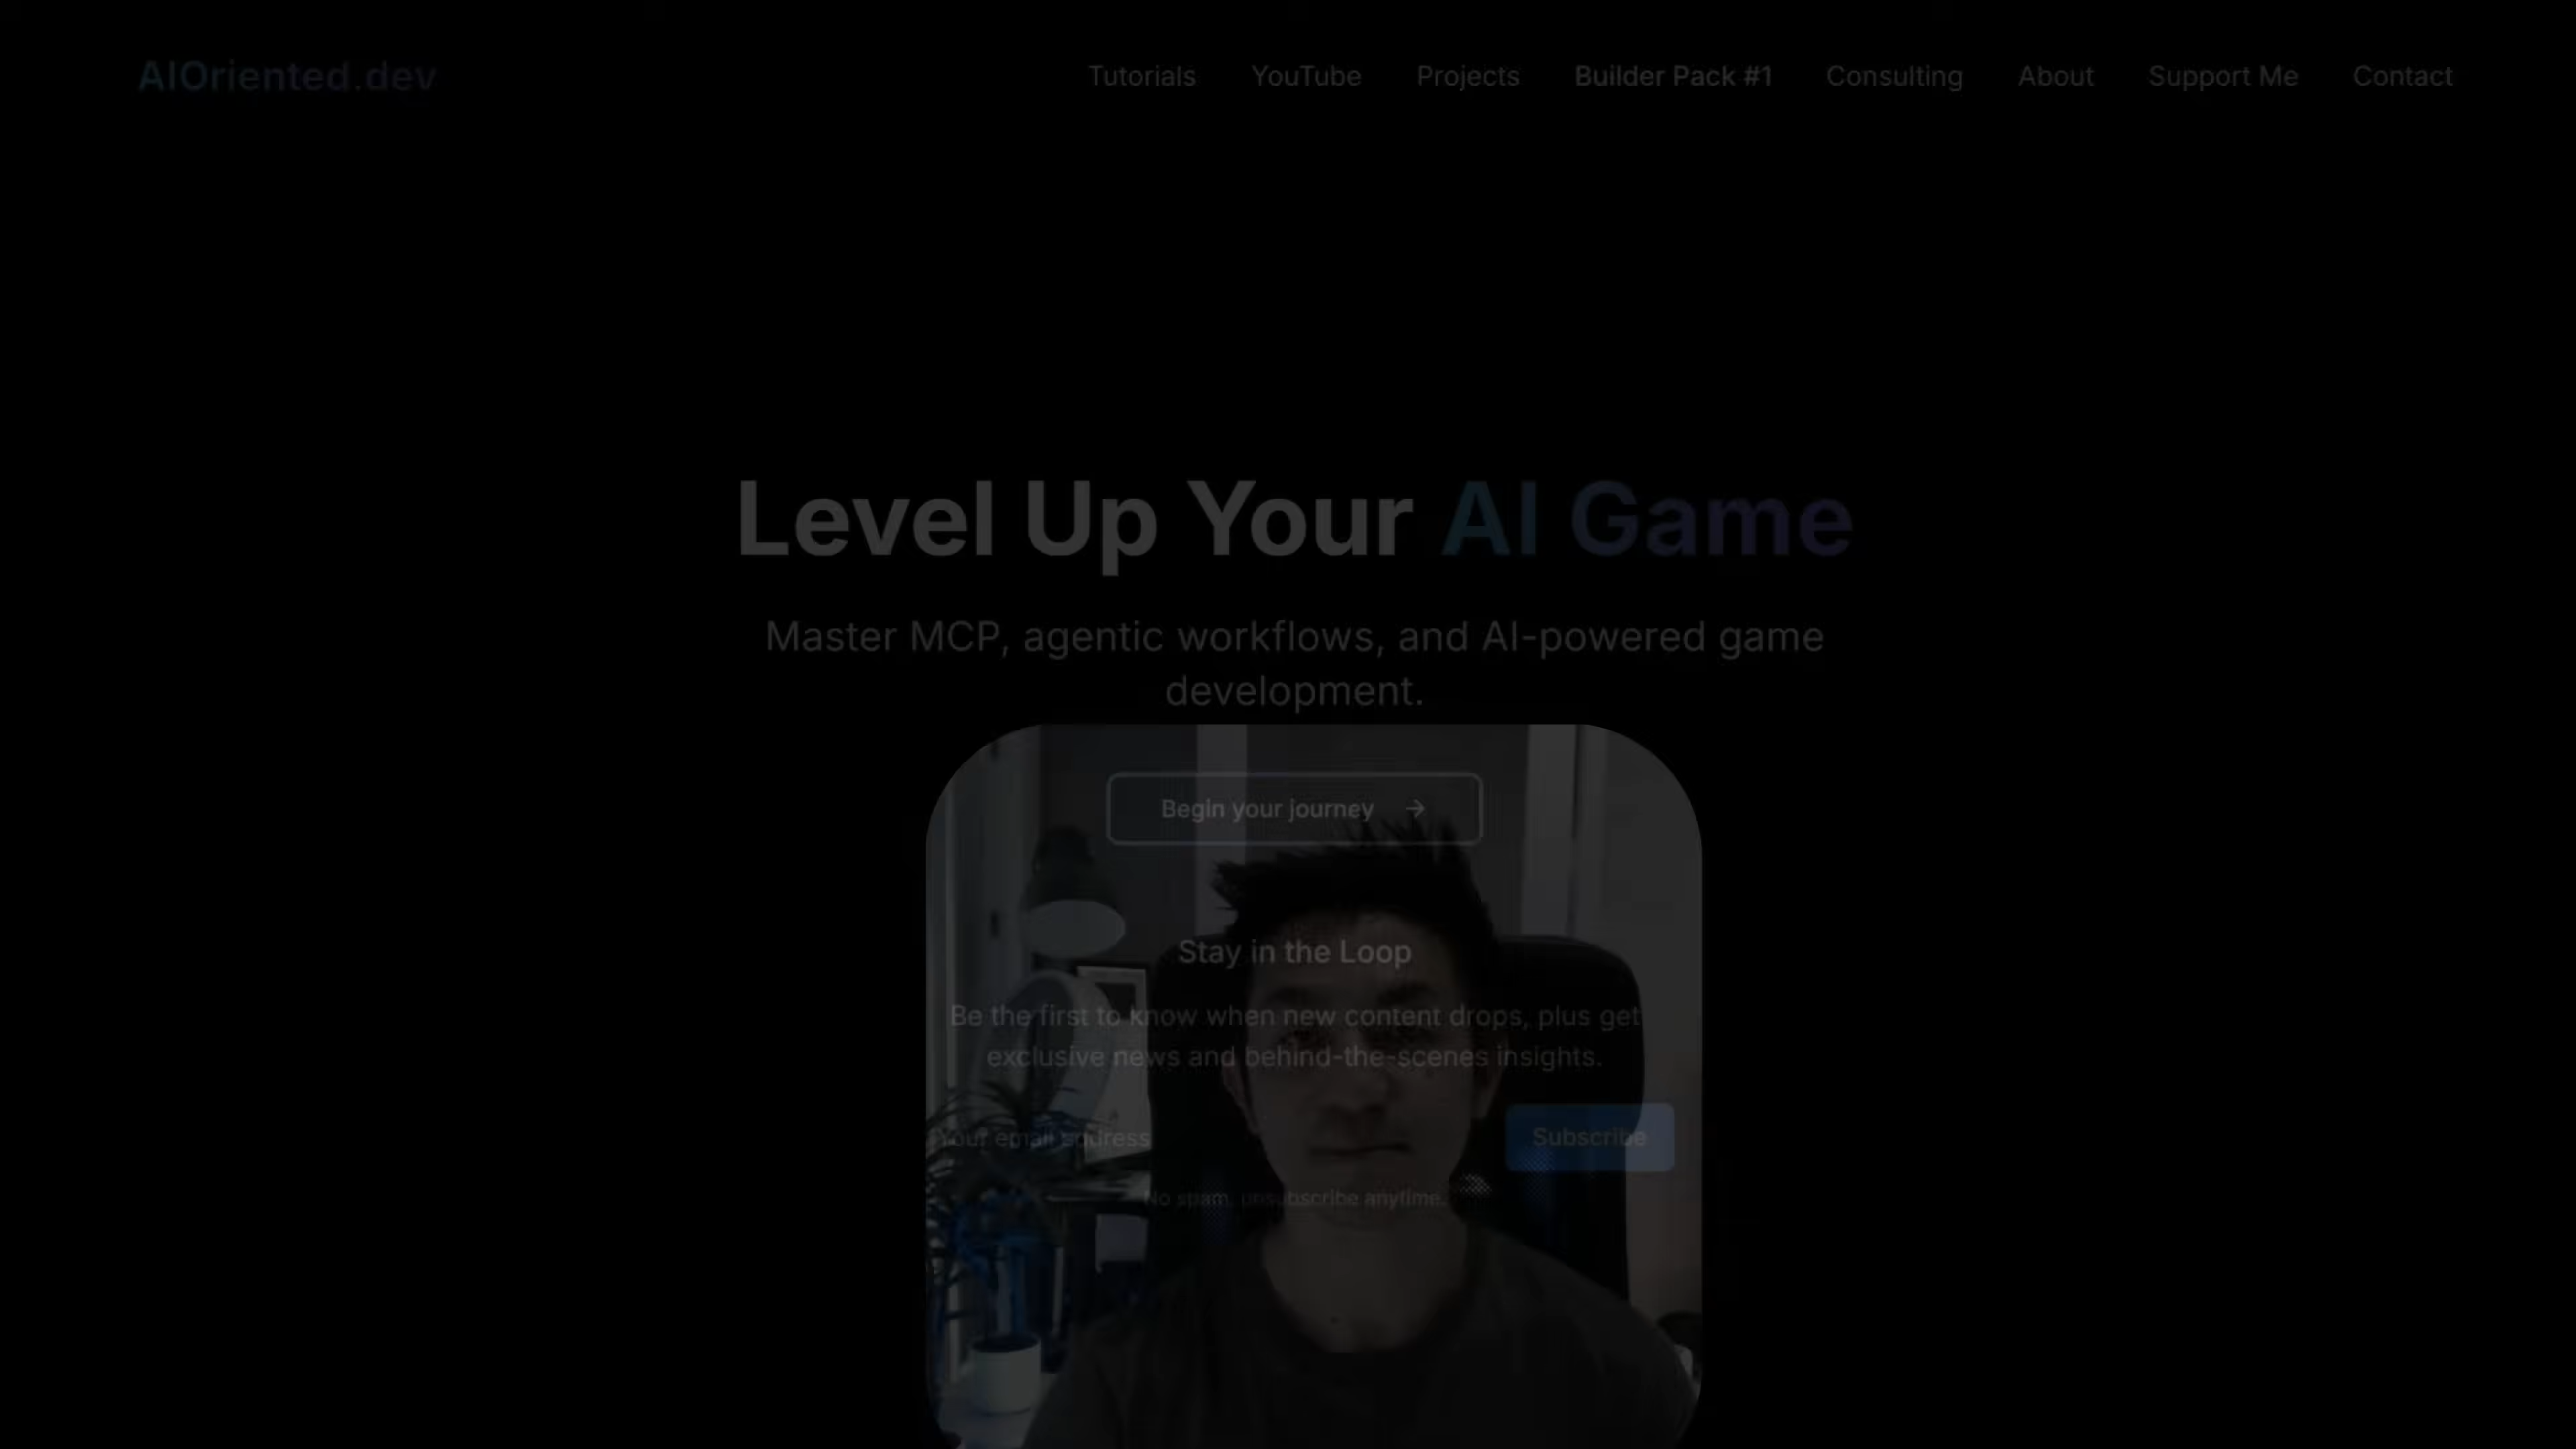 AIOriented.dev
Tutorials YouTube Projects Builder Pack #1 Consulting About Support Me Contact
Level Up Your AI Game
Master MCP, agentic workflows, and AI-powered game
development.
Begin your journey →
Stay in the Loop
Be the first to know when new content drops, plus get
exclusive news and behind-the-scenes insights.
Your email address Subscribe
No spam, unsubscribe anytime.